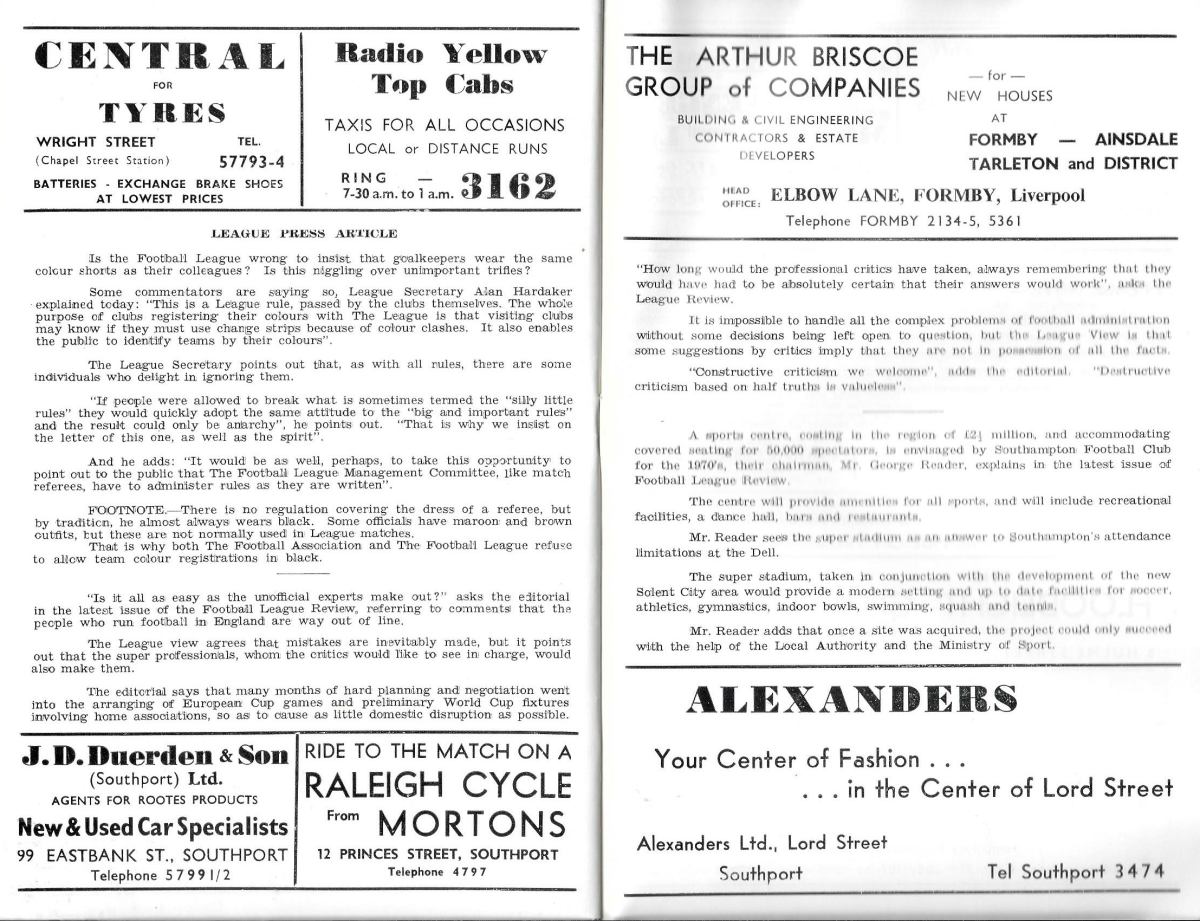 CENTRAL
FOR
TYRES
WRIGHT STREET
(Chapel Street Station)
TEL.
57793-4
BATTERIES - EXCHANGE BRAKE SHOES
AT LOWEST PRICES
Radio Yellow
Top Cabs
TAXIS FOR ALL OCCASIONS
LOCAL or DISTANCE RUNS
RING —
7-30 a.m. to 1 a.m.
3162
LEAGUE PRESS ARTICLE
Is the Football League wrong to insist that goalkeepers wear the same
colour shorts as their colleagues? Is this niggling over unimportant trifles?
Some commentators are saying so, League Secretary Alan Hardaker
explained today: "This is a League rule, passed by the clubs themselves. The whole
purpose of clubs registering their colours with The League is that visiting clubs
may know if they must use change strips because of colour clashes. It also enables
the public to identify teams by their colours".
The League Secretary points out that, as with all rules, there are some
individuals who delight in ignoring them.
"If people were allowed to break what is sometimes termed the "silly little
rules" they would quickly adopt the same attitude to the "big and important rules"
and the result could only be anarchy", he points out. "That is why we insist on
the letter of this one, as well as the spirit".
And he adds: "It would be as well, perhaps, to take this opportunity to
point out to the public that The Football League Management Committee, like match
referees, have to administer rules as they are written".
FOOTNOTE.—There is no regulation covering the dress of a referee, but
by tradition, he almost always wears black. Some officials have maroon and brown
outfits, but these are not normally used in League matches.
That is why both The Football Association and The Football League refuse
to allow team colour registrations in black.
"Is it all as easy as the unofficial experts make out?" asks the editorial
in the latest issue of the Football League Review, referring to comments that the
people who run football in England are way out of line.
The League view agrees that mistakes are inevitably made, but it points
out that the super professionals, whom the critics would like to see in charge, would
also make them.
The editorial says that many months of hard planning and negotiation went
into the arranging of European Cup games and preliminary World Cup fixtures
involving home associations, so as to cause as little domestic disruption as possible.
J.D. Duerden & Son
(Southport) Ltd.
AGENTS FOR ROOTES PRODUCTS
New & Used Car Specialists
99 EASTBANK ST., SOUTHPORT
Telephone 57991/2
RIDE TO THE MATCH ON A
RALEIGH CYCLE
From MORTONS
12 PRINCES STREET, SOUTHPORT
Telephone 4797
THE ARTHUR BRISCOE
GROUP of COMPANIES
BUILDING & CIVIL ENGINEERING
CONTRACTORS & ESTATE
DEVELOPERS
— for —
NEW HOUSES
AT
FORMBY — AINSDALE
TARLETON and DISTRICT
HEAD
OFFICE:
ELBOW LANE, FORMBY, Liverpool
Telephone FORMBY 2134-5, 5361
"How long would the professional critics have taken, always remembering that they
would have had to be absolutely certain that their answers would work", asks the
League Review.
It is impossible to handle all the complex problems of football administration
without some decisions being left open to question, but the League View is that
some suggestions by critics imply that they are not in possession of all the facts.
"Constructive criticism we welcome", adds the editorial. "Destructive
criticism based on half truths is valueless".
A sports centre, costing in the region of £2½ million, and accommodating
covered seating for 50,000 spectators, is envisaged by Southampton Football Club
for the 1970's, their chairman, Mr. George Reader, explains in the latest issue of
Football League Review.
The centre will provide amenities for all sports, and will include recreational
facilities, a dance hall, bars and restaurants.
Mr. Reader sees the super stadium as an answer to Southampton's attendance
limitations at the Dell.
The super stadium, taken in conjunction with the development of the new
Solent City area would provide a modern setting and up to date facilities for soccer,
athletics, gymnastics, indoor bowls, swimming, squash and tennis.
Mr. Reader adds that once a site was acquired, the project could only succeed
with the help of the Local Authority and the Ministry of Sport.
ALEXANDERS
Your Center of Fashion . . .
. . . in the Center of Lord Street
Alexanders Ltd., Lord Street
Southport
Tel Southport 3474